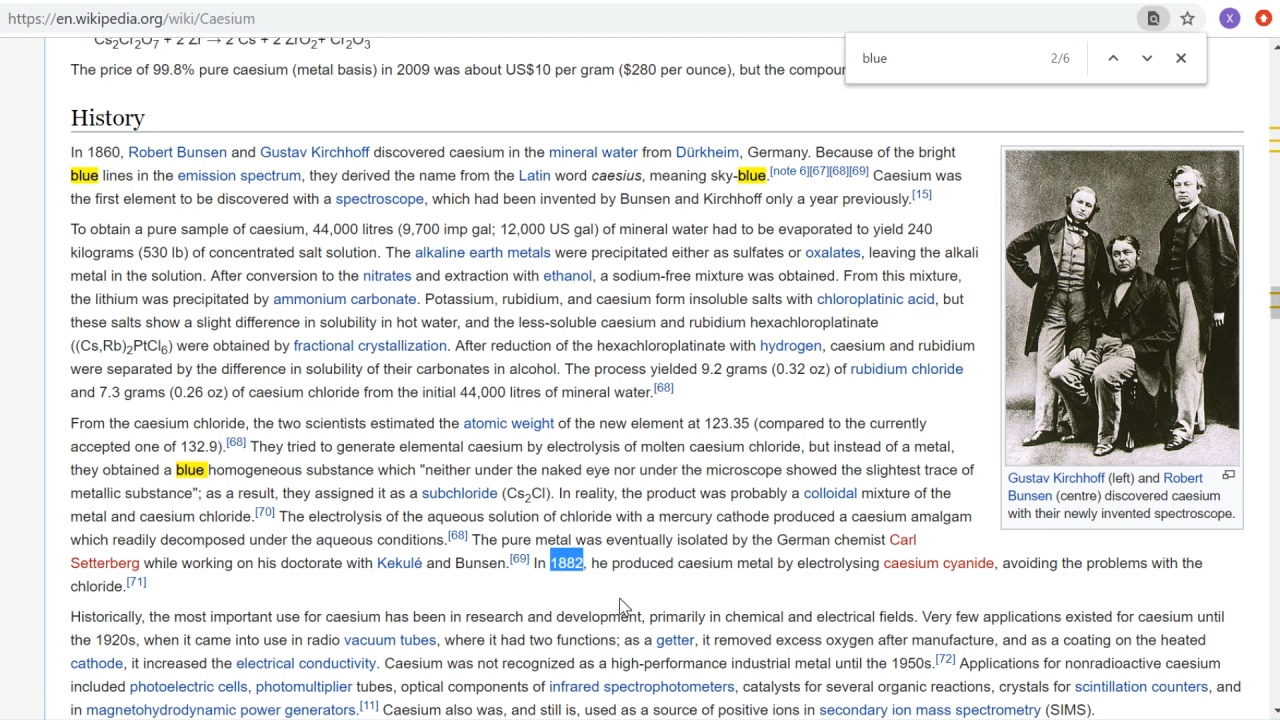 https://en.wikipedia.org/wiki/Caesium
X
blue 2/6
Cs2Cr2O7 + 2 Zr → 2 Cs + 2 ZrO2+ Cr2O3
The price of 99.8% pure caesium (metal basis) in 2009 was about US$10 per gram ($280 per ounce), but the compoun
History
In 1860, Robert Bunsen and Gustav Kirchhoff discovered caesium in the mineral water from Dürkheim, Germany. Because of the bright
blue lines in the emission spectrum, they derived the name from the Latin word caesius, meaning sky-blue.[note 6][67][68][69] Caesium was
the first element to be discovered with a spectroscope, which had been invented by Bunsen and Kirchhoff only a year previously.[15]
To obtain a pure sample of caesium, 44,000 litres (9,700 imp gal; 12,000 US gal) of mineral water had to be evaporated to yield 240
kilograms (530 lb) of concentrated salt solution. The alkaline earth metals were precipitated either as sulfates or oxalates, leaving the alkali
metal in the solution. After conversion to the nitrates and extraction with ethanol, a sodium-free mixture was obtained. From this mixture,
the lithium was precipitated by ammonium carbonate. Potassium, rubidium, and caesium form insoluble salts with chloroplatinic acid, but
these salts show a slight difference in solubility in hot water, and the less-soluble caesium and rubidium hexachloroplatinate
((Cs,Rb)2PtCl6) were obtained by fractional crystallization. After reduction of the hexachloroplatinate with hydrogen, caesium and rubidium
were separated by the difference in solubility of their carbonates in alcohol. The process yielded 9.2 grams (0.32 oz) of rubidium chloride
and 7.3 grams (0.26 oz) of caesium chloride from the initial 44,000 litres of mineral water.[68]
From the caesium chloride, the two scientists estimated the atomic weight of the new element at 123.35 (compared to the currently
accepted one of 132.9).[68] They tried to generate elemental caesium by electrolysis of molten caesium chloride, but instead of a metal,
they obtained a blue homogeneous substance which "neither under the naked eye nor under the microscope showed the slightest trace of
metallic substance"; as a result, they assigned it as a subchloride (Cs2Cl). In reality, the product was probably a colloidal mixture of the
metal and caesium chloride.[70] The electrolysis of the aqueous solution of chloride with a mercury cathode produced a caesium amalgam
which readily decomposed under the aqueous conditions.[68] The pure metal was eventually isolated by the German chemist Carl
Setterberg while working on his doctorate with Kekulé and Bunsen.[69] In 1882, he produced caesium metal by electrolysing caesium cyanide, avoiding the problems with the
chloride.[71]
Gustav Kirchhoff (left) and Robert
Bunsen (centre) discovered caesium
with their newly invented spectroscope.
Historically, the most important use for caesium has been in research and development, primarily in chemical and electrical fields. Very few applications existed for caesium until
the 1920s, when it came into use in radio vacuum tubes, where it had two functions; as a getter, it removed excess oxygen after manufacture, and as a coating on the heated
cathode, it increased the electrical conductivity. Caesium was not recognized as a high-performance industrial metal until the 1950s.[72] Applications for nonradioactive caesium
included photoelectric cells, photomultiplier tubes, optical components of infrared spectrophotometers, catalysts for several organic reactions, crystals for scintillation counters, and
in magnetohydrodynamic power generators.[11] Caesium also was, and still is, used as a source of positive ions in secondary ion mass spectrometry (SIMS).